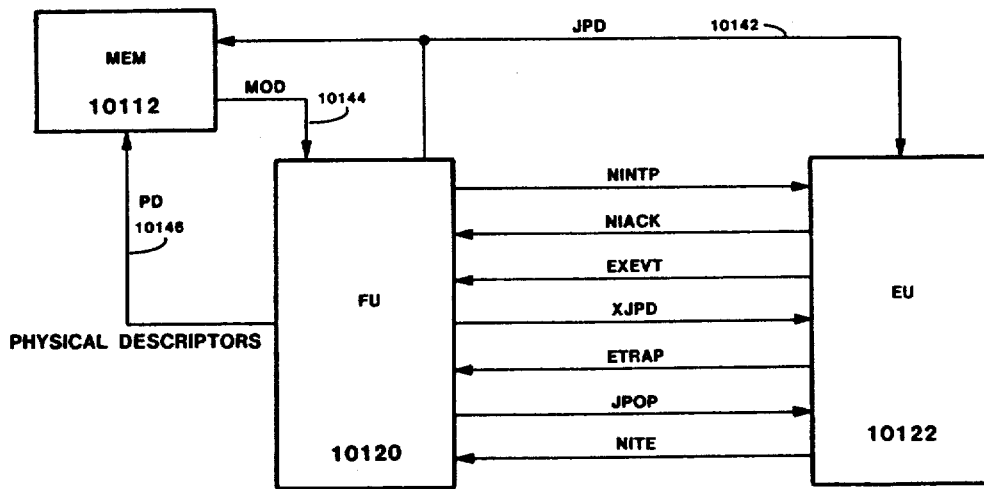 JPD
10142
MEM
10112
MOD
10144
NINTP
PD
10146
NIACK
EXEVT
FU
EU
XJPD
PHYSICAL DESCRIPTORS
ETRAP
JPOP
10120
NITE
10122